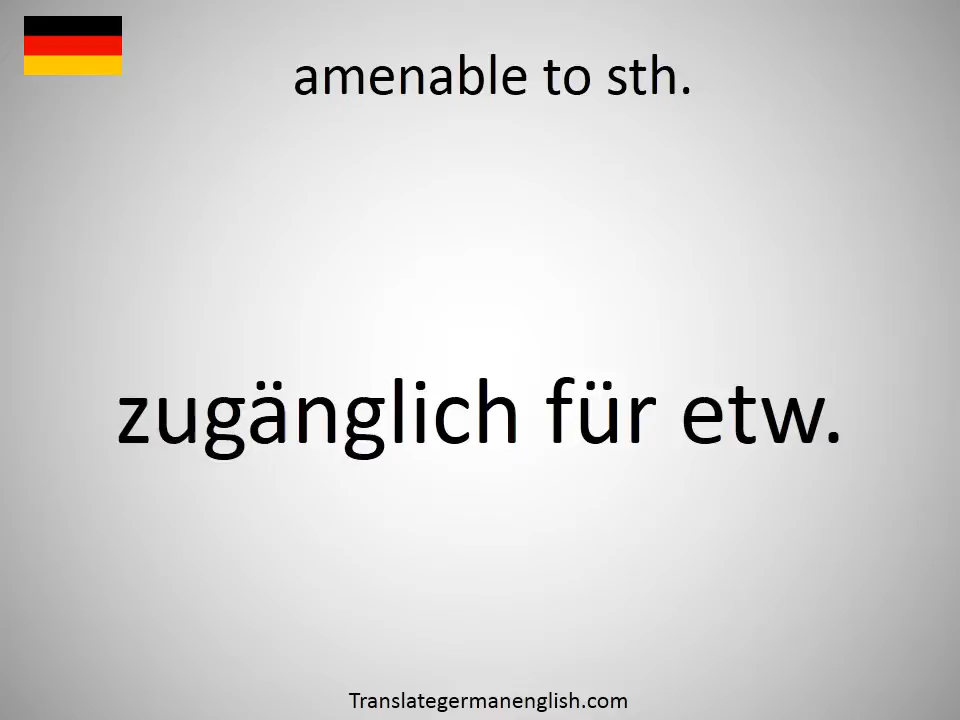 amenable to sth.
zugänglich für etw.
Translategermanenglish.com